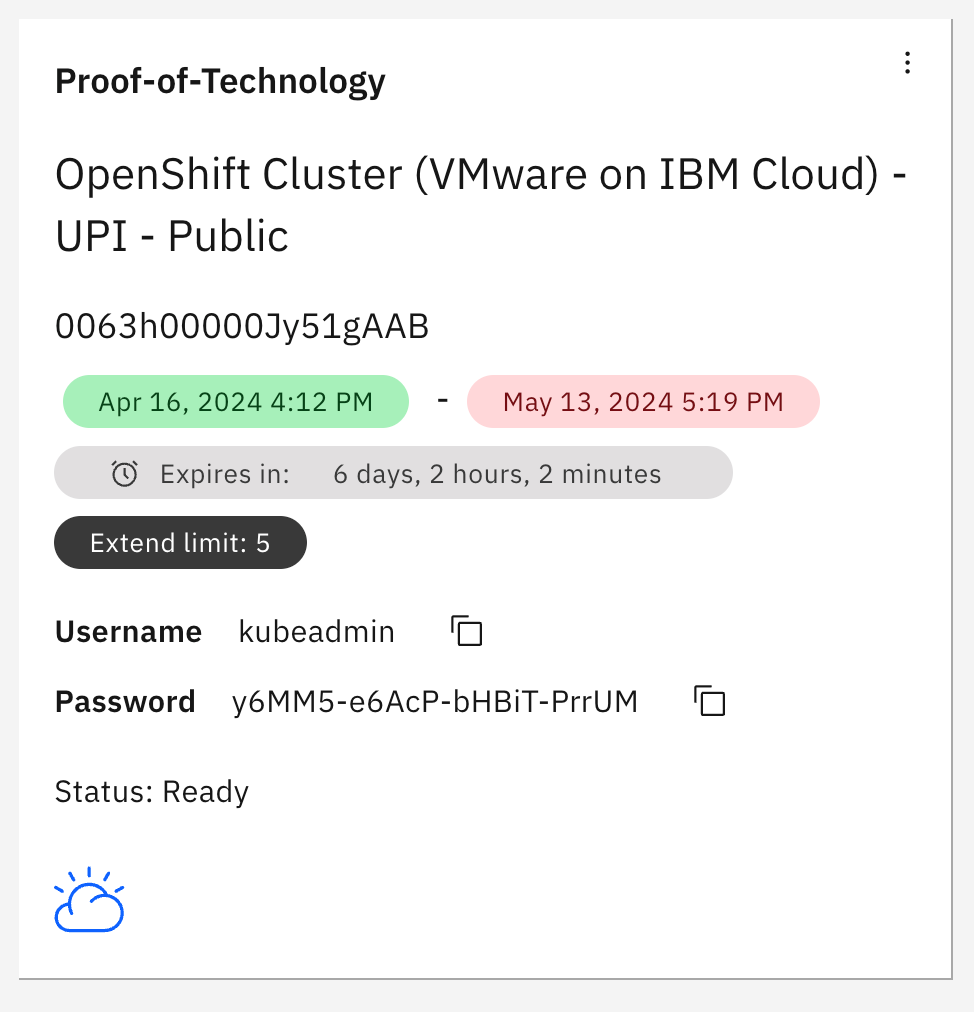 Proof-of-Technology
OpenShift Cluster (VMware on IBM Cloud) -
UPI - Public
0063h00000Jy51gAAB
Apr 16, 2024 4:12 PM - May 13, 2024 5:19 PM
Expires in: 6 days, 2 hours, 2 minutes
Extend limit: 5
Username kubeadmin
Password y6MM5-e6AcP-bHBiT-PrrUM
Status: Ready